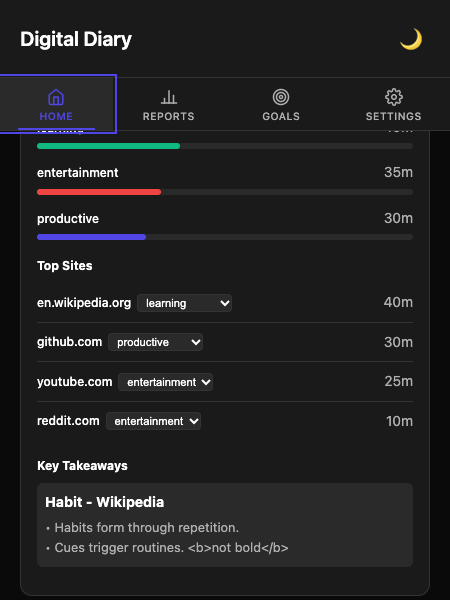 Digital Diary
HOME
REPORTS
GOALS
SETTINGS
entertainment 35m
productive 30m
Top Sites
en.wikipedia.org learning 40m
github.com productive 30m
youtube.com entertainment 25m
reddit.com entertainment 10m
Key Takeaways
Habit - Wikipedia
• Habits form through repetition.
• Cues trigger routines. <b>not bold</b>